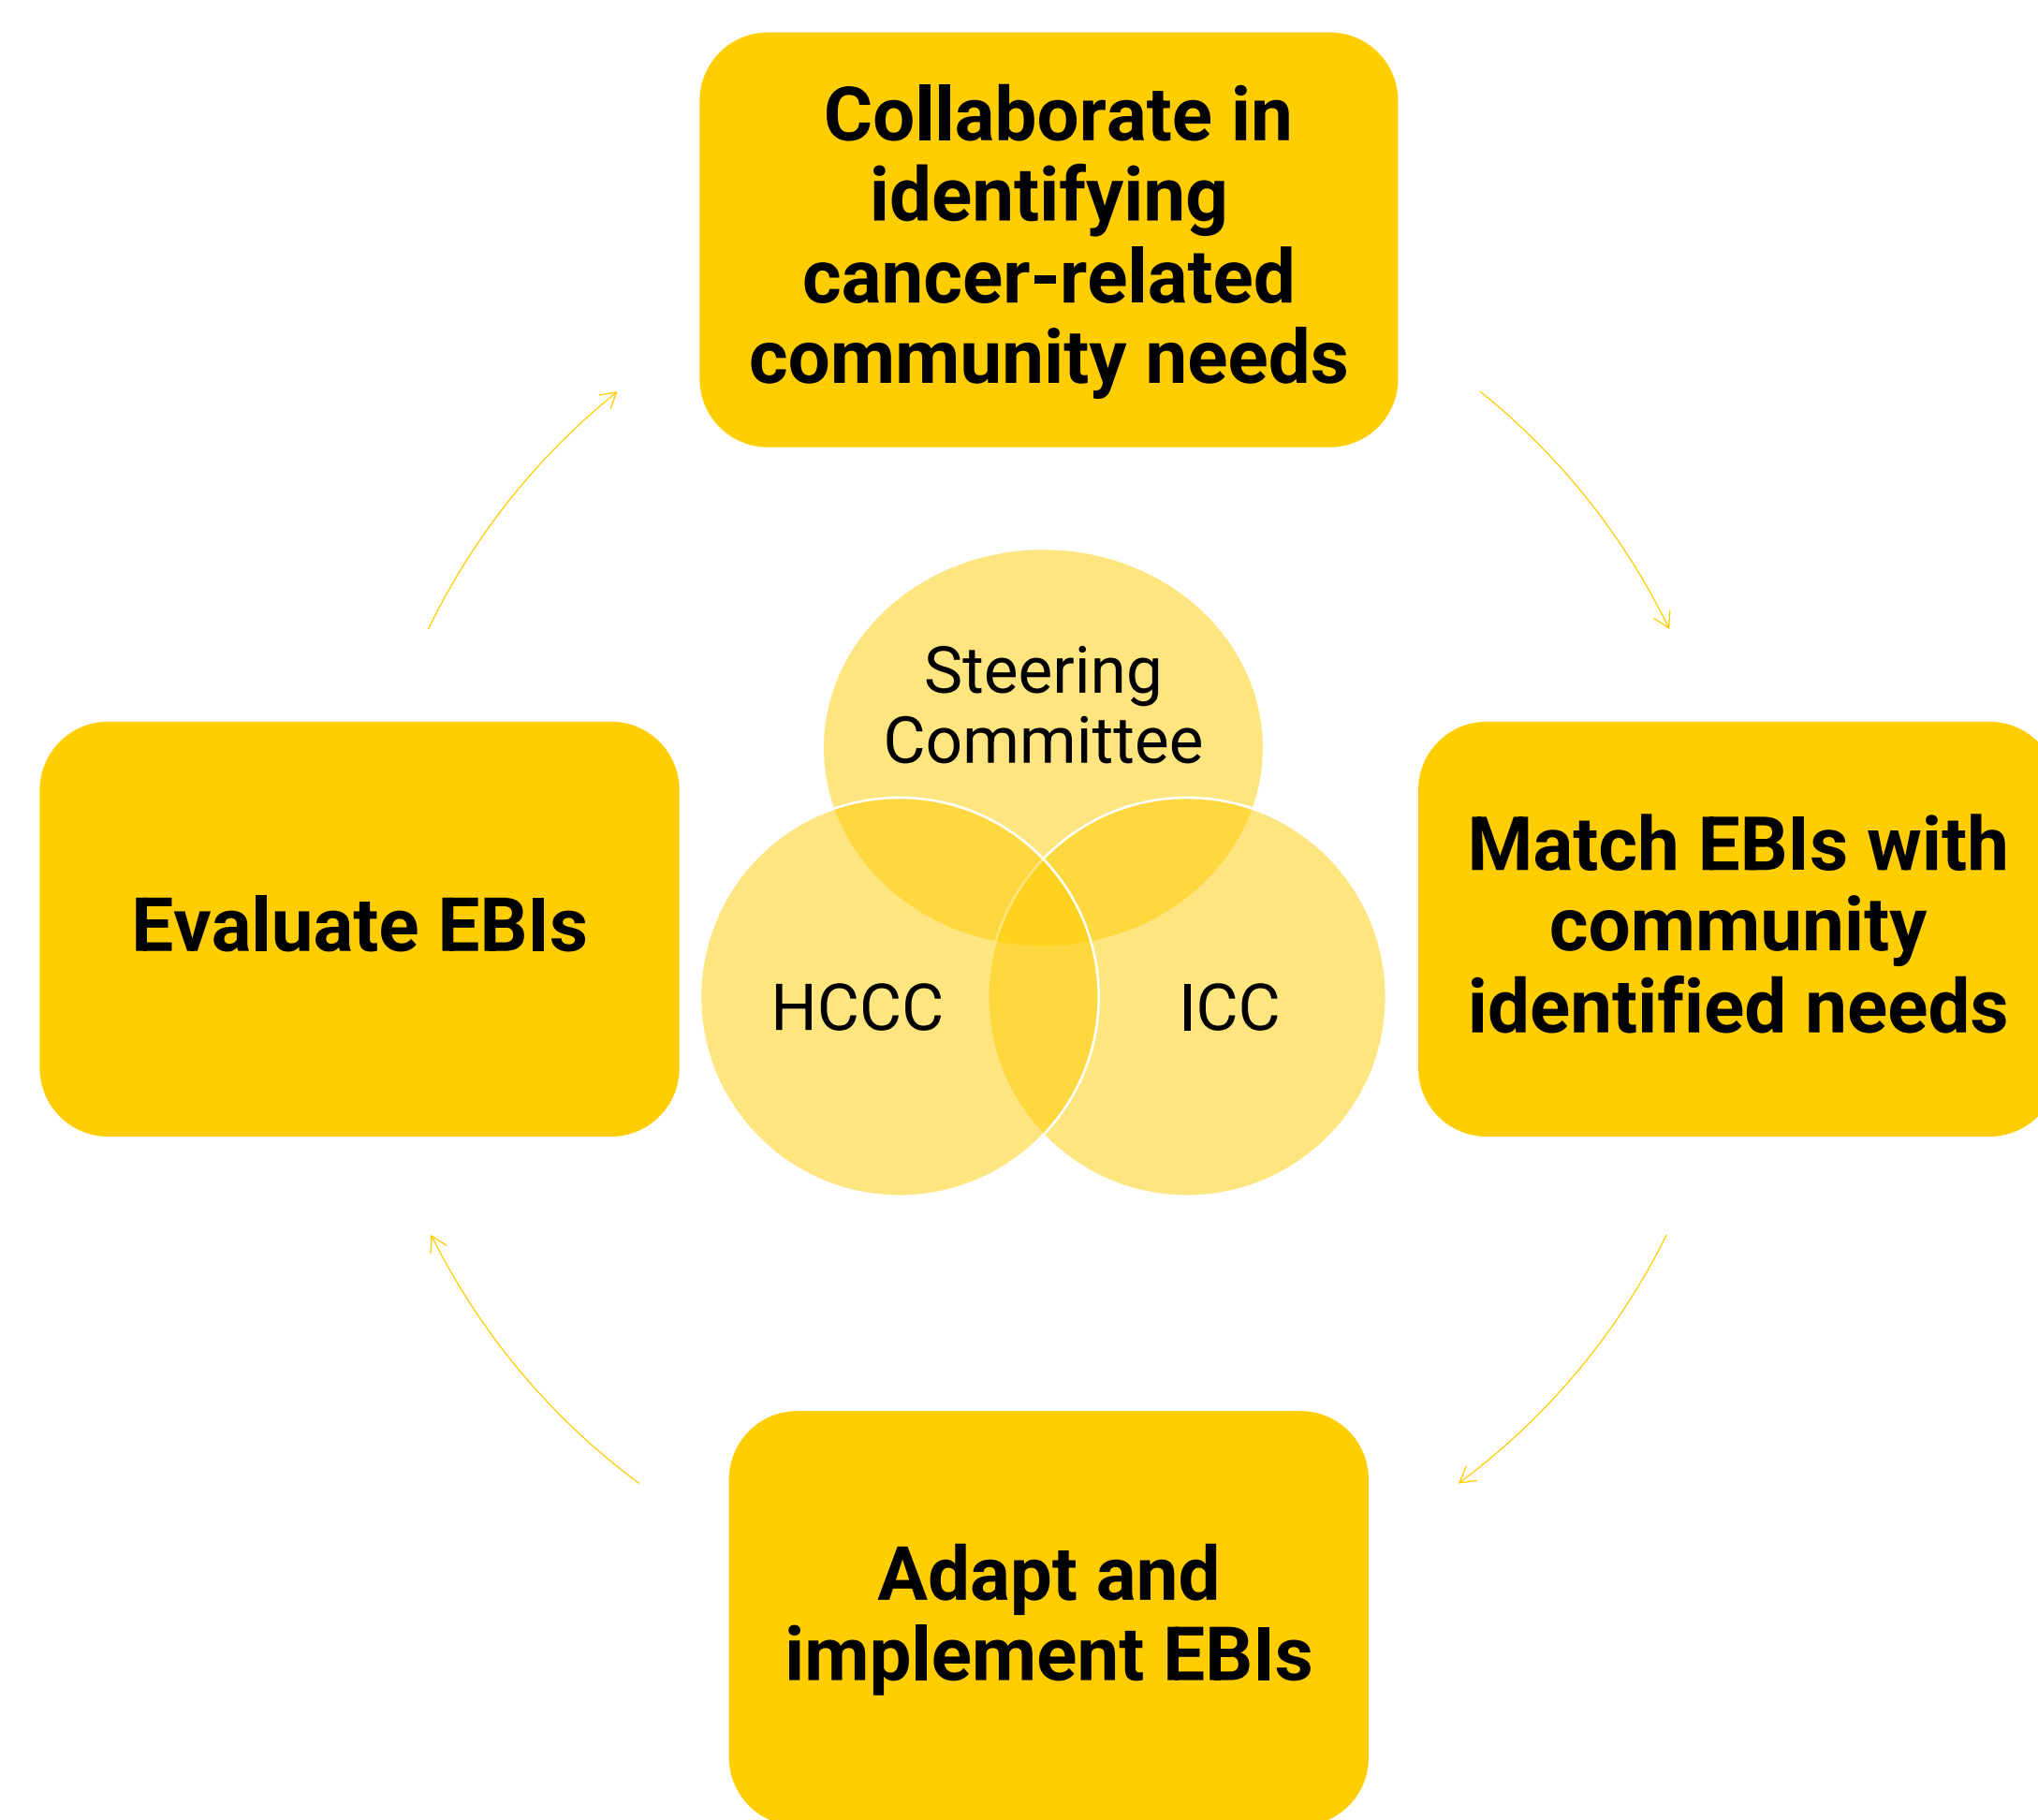 Collaborate in
identifying
cancer-related
community needs
Steering
Committee
HCCC
ICC
Evaluate EBIs
Match EBIs with
community
identified needs
Adapt and
implement EBIs